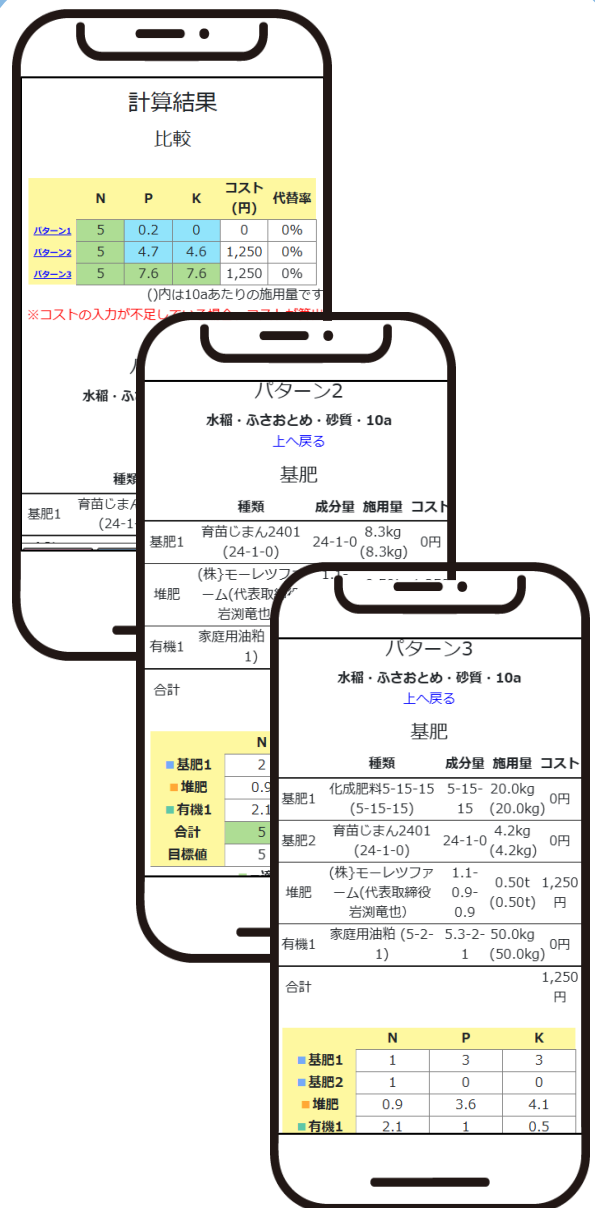 計算結果
比較
N P K コスト(円) 代替率
パターン1 5 0.2 0 0 0%
パターン2 5 4.7 4.6 1,250 0%
パターン3 5 7.6 7.6 1,250 0%
()内は10aあたりの施用量です
※コストの入力が不足し
水稲・ふさ
種類
基肥1 育苗じまん
(24-1-
パターン2
水稲・ふさおとめ・砂質・10a
上へ戻る
基肥
種類 成分量 施用量 コスト
基肥1 育苗じまん2401 (24-1-0) 24-1-0 8.3kg (8.3kg) 0円
堆肥 (株}モーレツファーム(代表取締役 岩渕竜也 1.1-
有機1 家庭用油粕 1)
合計
N
■基肥1 2
■堆肥 0.9
■有機1 2.1
合計 5
目標値 5
パターン3
水稲・ふさおとめ・砂質・10a
上へ戻る
基肥
種類 成分量 施用量 コスト
基肥1 化成肥料5-15-15 (5-15-15) 5-15-15 20.0kg (20.0kg) 0円
基肥2 育苗じまん2401 (24-1-0) 24-1-0 4.2kg (4.2kg) 0円
堆肥 (株}モーレツファーム(代表取締役 岩渕竜也) 1.1-0.9-0.9 0.50t (0.50t) 1,250円
有機1 家庭用油粕 (5-2-1) 5.3-2-1 50.0kg (50.0kg) 0円
合計 1,250円
N P K
■基肥1 1 3 3
■基肥2 1 0 0
■堆肥 0.9 3.6 4.1
■有機1 2.1 1 0.5